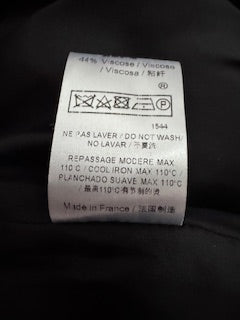 44% Viscose / Viscose
/ Viscosa / 粘纤
®
P
1544
NE PAS LAVER / DO NOT WASH/
NO LAVAR / 不要洗
REPASSAGE MODERE MAX
110°C / COOL IRON MAX 110°C
/ PLANCHADO SUAVE MAX 110°C
/ 最高110°C有节制的烫
Made in France / 法国制造